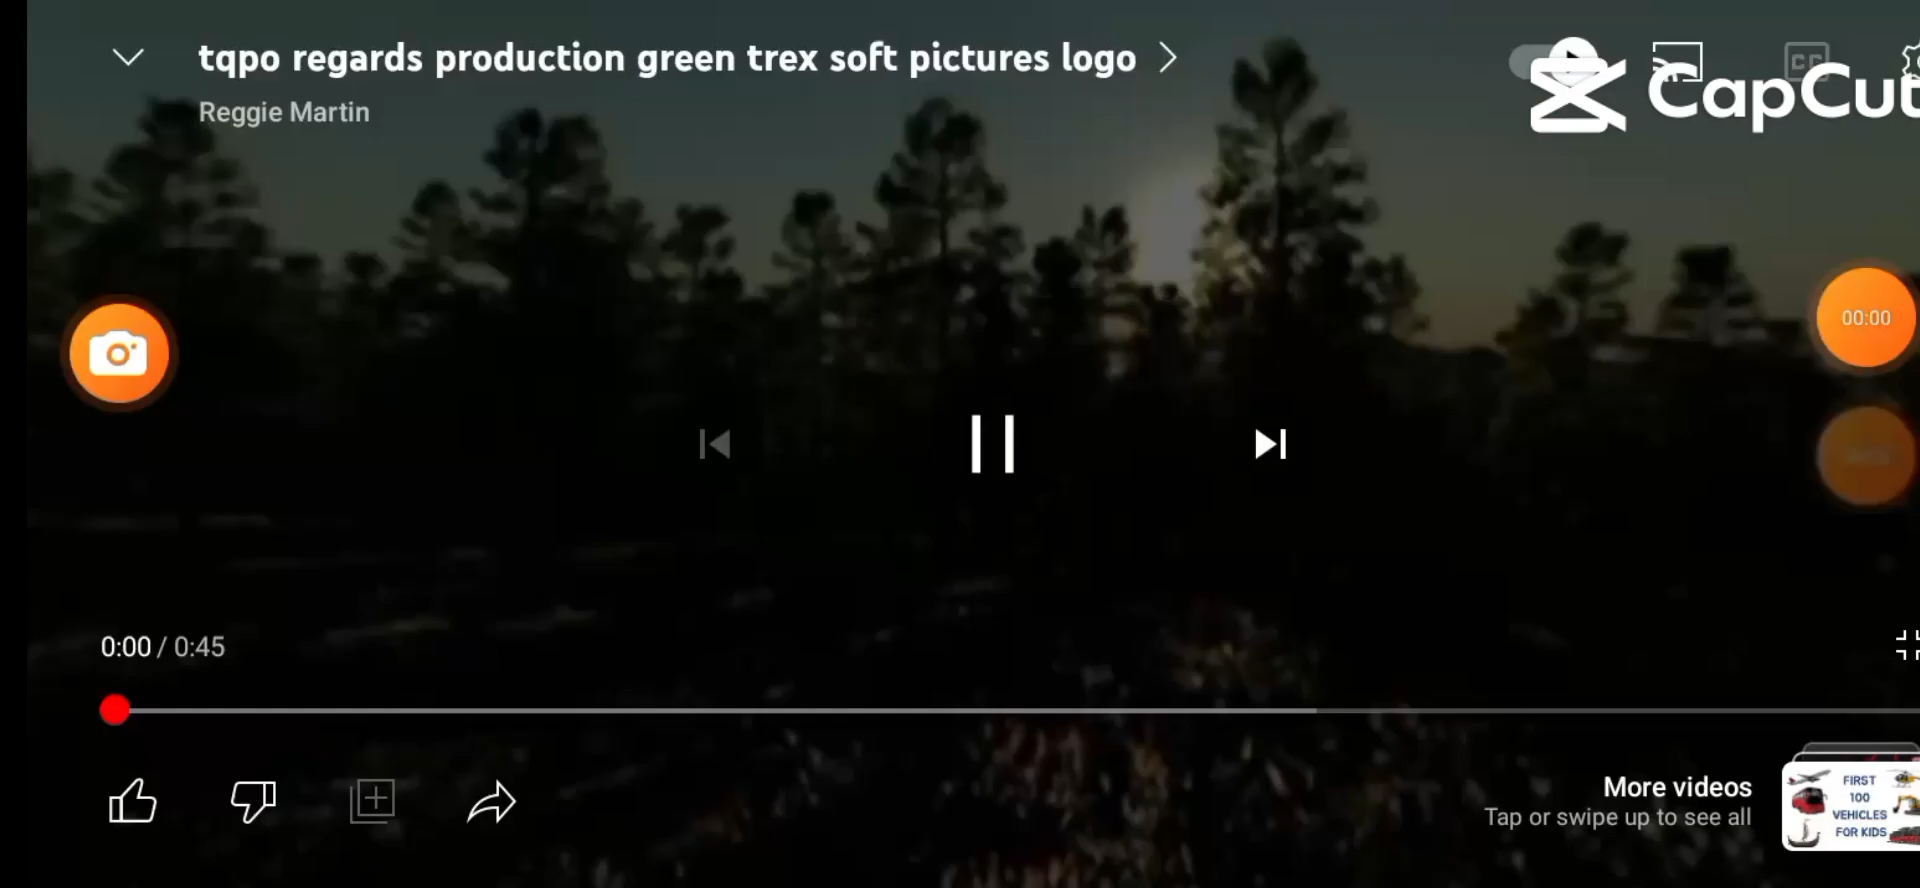 tqpo regards production green trex soft pictures logo
Reggie Martin
CC
CapCut
00:00
0:00 / 0:45
More videos
Tap or swipe up to see all
FIRST
100
VEHICLES
FOR KIDS